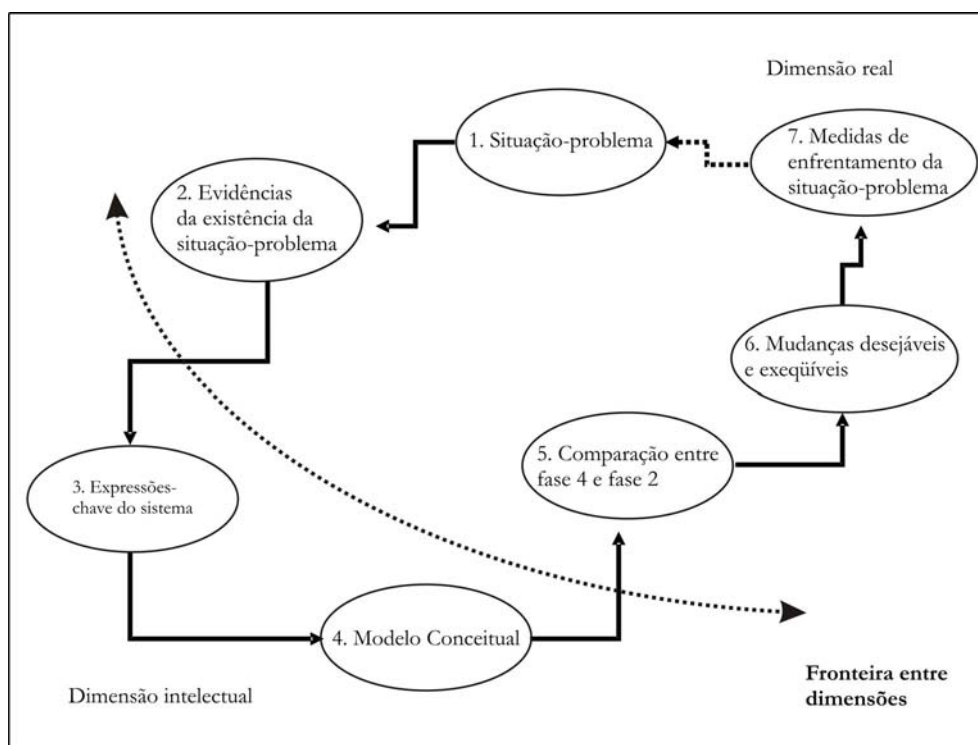 Dimensão real
1. Situação-problema
7. Medidas de
enfrentamento da
situação-problema
2. Evidências
da existência da
situação-problema
6. Mudanças desejáveis
e exeqüíveis
5. Comparação entre
fase 4 e fase 2
3. Expressões-
chave do sistema
4. Modelo Conceitual
Dimensão intelectual
Fronteira entre
dimensões